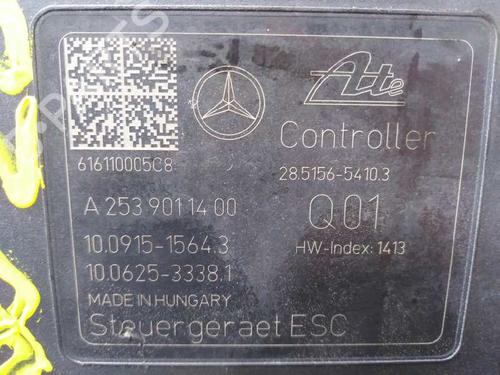 Ate
616110005C8
Controller
28.5156-5410.3
A 253 901 14 00
Q01
10.0915-1564.3
HW-Index: 1413
10.0625-3338.1
MADE IN HUNGARY
Steuergeraet ESC